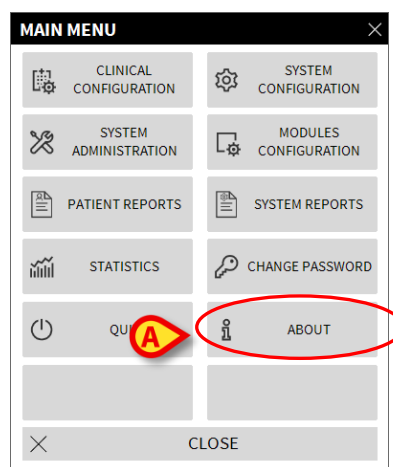 MAIN MENU
CLINICAL
CONFIGURATION
SYSTEM
CONFIGURATION
SYSTEM
ADMINISTRATION
MODULES
CONFIGURATION
PATIENT REPORTS
SYSTEM REPORTS
STATISTICS
CHANGE PASSWORD
A
ABOUT
CLOSE